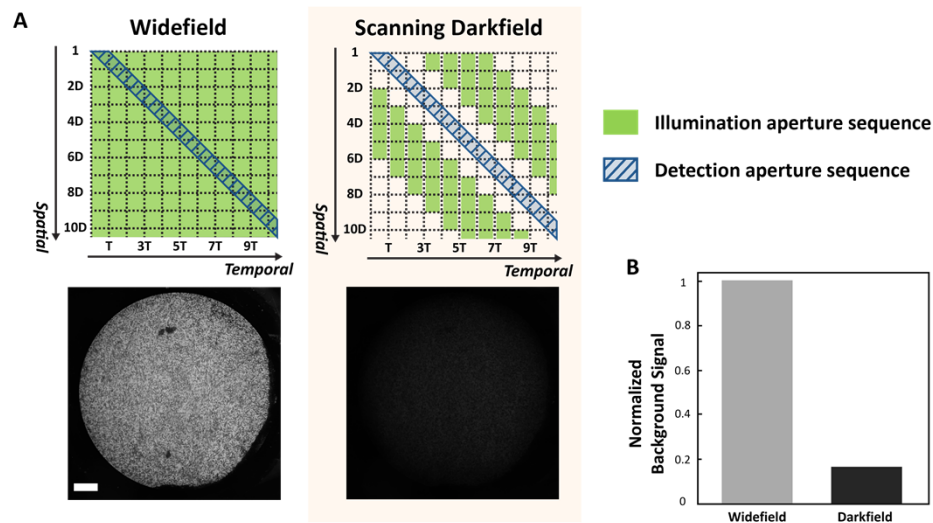 A
Widefield
Scanning Darkfield
1
2D
4D
6D
8D
10D
Spatial
T 3T 5T 7T 9T
Temporal
1
2D
4D
6D
8D
10D
Spatial
T 3T 5T 7T 9T
Temporal
Illumination aperture sequence
Detection aperture sequence
B
Normalized
Background Signal
1
0.8
0.6
0.4
0.2
0
Widefield
Darkfield